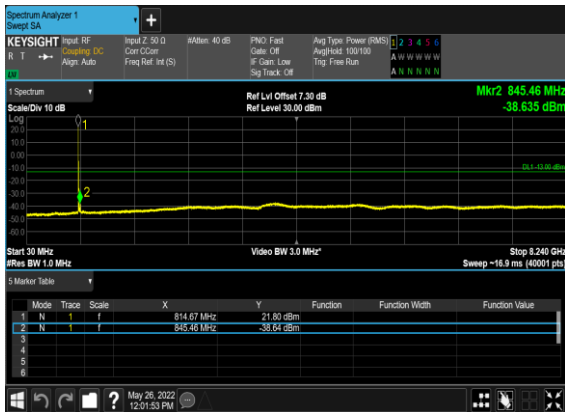 Spectrum Analyzer 1
Swept SA
+
KEYSIGHT Input: RF Input Z: 50 Ω #Atten: 40 dB PNO: Fast Avg Type: Power (RMS) 1 2 3 4 5 6
R T Coupling: DC Corr CCorr Gate: Off Avg|Hold: 100/100 A W W W W W
Align: Auto Freq Ref: Int (S) IF Gain: Low Trig: Free Run
Sig Track: Off A N N N N N
1 Spectrum Ref Lvl Offset 7.30 dB Mkr2 845.46 MHz
Scale/Div 10 dB Ref Level 30.00 dBm -38.635 dBm
Log
20.0
10.0
0.00
-10.0
-20.0
-30.0
-40.0
-50.0
-60.0
1
2
DL1 -13.00 dBm
Start 30 MHz Video BW 3.0 MHz* Stop 8.240 GHz
#Res BW 1.0 MHz Sweep ~16.9 ms (40001 pts)
5 Marker Table
Mode Trace Scale X Y Function Function Width Function Value
1 N 1 f 814.67 MHz 21.80 dBm
2 N 1 f 845.46 MHz -38.64 dBm
3
4
5
6
? May 26, 2022
12:01:53 PM